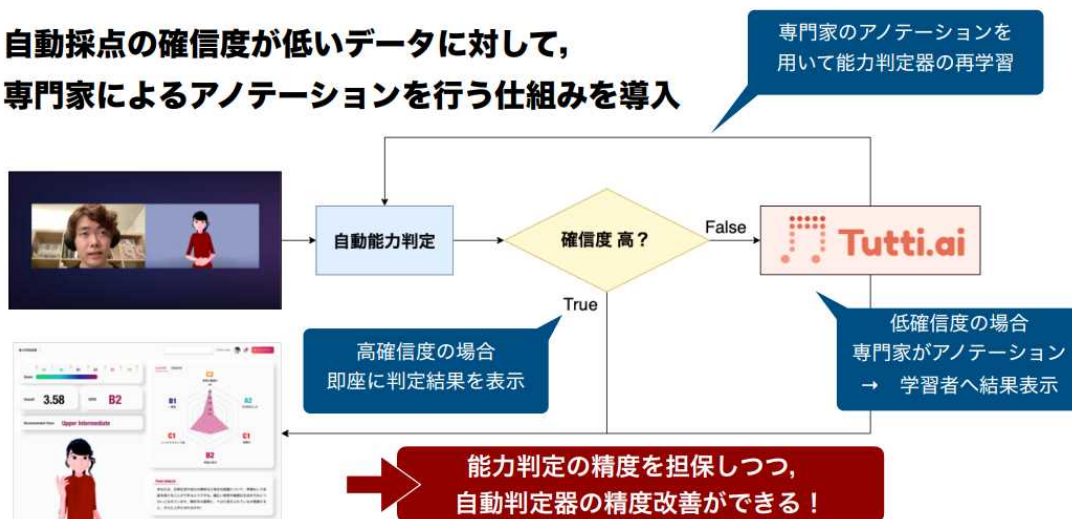 自動採点の確信度が低いデータに対して,
専門家によるアノテーションを行う仕組みを導入
専門家のアノテーションを
用いて能力判定器の再学習
自動能力判定
確信度 高？
False
Tutti.ai
True
高確信度の場合
即座に判定結果を表示
低確信度の場合
専門家がアノテーション
→ 学習者へ結果表示
3.58
B2
Upper Intermediate
B1
A2
C1
C1
B2
能力判定の精度を担保しつつ,
自動判定器の精度改善ができる！